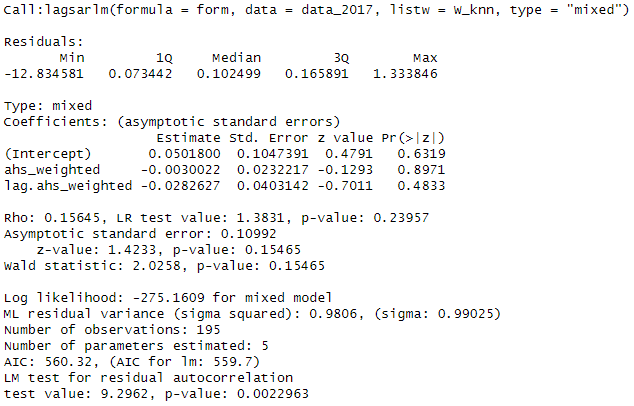 Call:lagsarlm(formula = form, data = data_2017, listw = W_knn, type = "mixed")
Residuals:
Min 1Q Median 3Q Max
-12.834581 0.073442 0.102499 0.165891 1.333846
Type: mixed
Coefficients: (asymptotic standard errors)
Estimate Std. Error z value Pr(>|z|)
(Intercept) 0.0501800 0.1047391 0.4791 0.6319
ahs_weighted -0.0030022 0.0232217 -0.1293 0.8971
lag.ahs_weighted -0.0282627 0.0403142 -0.7011 0.4833
Rho: 0.15645, LR test value: 1.3831, p-value: 0.23957
Asymptotic standard error: 0.10992
z-value: 1.4233, p-value: 0.15465
Wald statistic: 2.0258, p-value: 0.15465
Log likelihood: -275.1609 for mixed model
ML residual variance (sigma squared): 0.9806, (sigma: 0.99025)
Number of observations: 195
Number of parameters estimated: 5
AIC: 560.32, (AIC for lm: 559.7)
LM test for residual autocorrelation
test value: 9.2962, p-value: 0.0022963